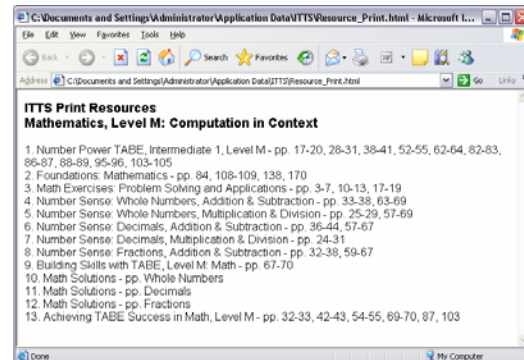 C:\Documents and Settings\Administrator\Application Data\ITTS\Resource_Print.html - Microsoft I...
File Edit View Favorites Tools Help
Back Search Favorites
Address C:\Documents and Settings\Administrator\Application Data\ITTS\Resource_Print.html Go Links
ITTS Print Resources
Mathematics, Level M: Computation in Context
1. Number Power TABE, Intermediate 1, Level M - pp. 17-20, 28-31, 38-41, 52-55, 62-64, 82-83,
86-87, 88-89, 95-96, 103-105
2. Foundations: Mathematics - pp. 84, 108-109, 138, 170
3. Math Exercises: Problem Solving and Applications - pp. 3-7, 10-13, 17-19
4. Number Sense: Whole Numbers, Addition & Subtraction - pp. 33-38, 63-69
5. Number Sense: Whole Numbers, Multiplication & Division - pp. 25-29, 57-69
6. Number Sense: Decimals, Addition & Subtraction - pp. 36-44, 57-67
7. Number Sense: Decimals, Multiplication & Division - pp. 24-31
8. Number Sense: Fractions, Addition & Subtraction - pp. 32-38, 59-67
9. Building Skills with TABE, Level M: Math - pp. 67-70
10. Math Solutions - pp. Whole Numbers
11. Math Solutions - pp. Decimals
12. Math Solutions - pp. Fractions
13. Achieving TABE Success in Math, Level M - pp. 32-33, 42-43, 54-55, 69-70, 87, 103
Done My Computer